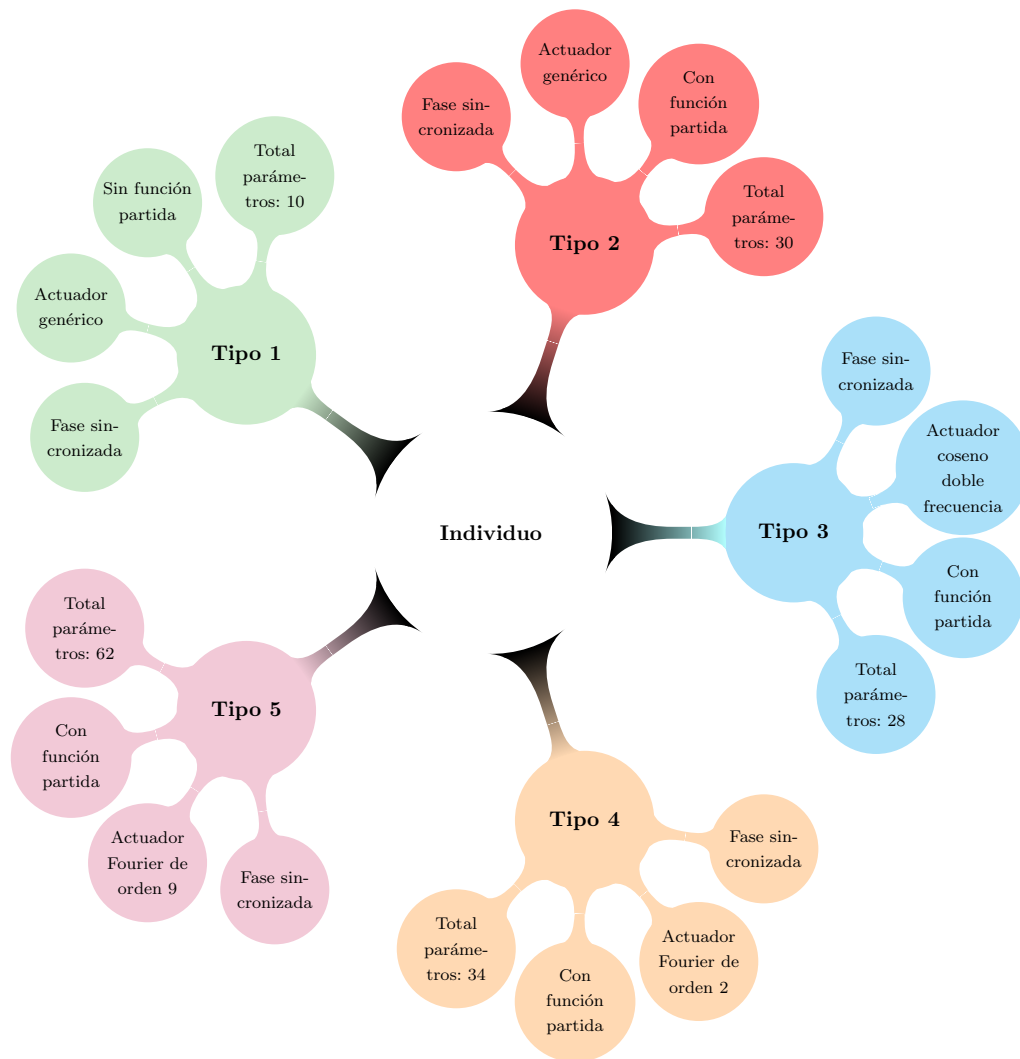 Individuo
Tipo 1
Fase sin-
cronizada
Actuador
genérico
Sin función
partida
Total
paráme-
tros: 10
Tipo 2
Fase sin-
cronizada
Actuador
genérico
Con
función
partida
Total
paráme-
tros: 30
Tipo 3
Fase sin-
cronizada
Actuador
coseno
doble
frecuencia
Con
función
partida
Total
paráme-
tros: 28
Tipo 4
Fase sin-
cronizada
Actuador
Fourier de
orden 2
Con
función
partida
Total
paráme-
tros: 34
Tipo 5
Fase sin-
cronizada
Actuador
Fourier de
orden 9
Con
función
partida
Total
paráme-
tros: 62